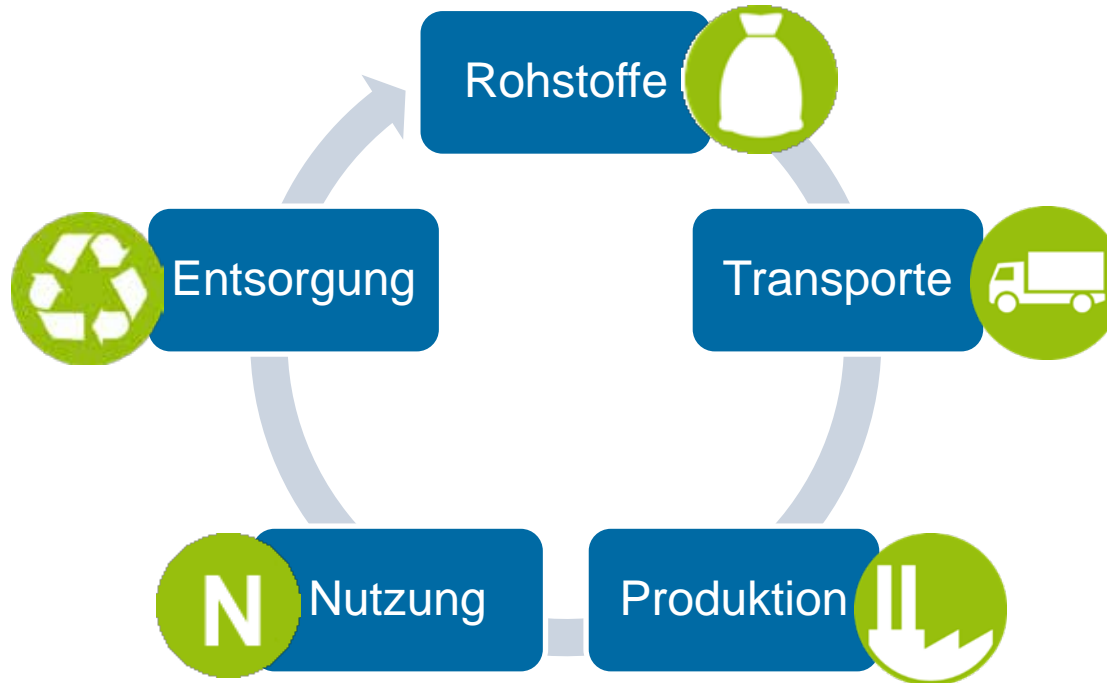 Rohstoffe
Transporte
Produktion
N
Nutzung
Entsorgung